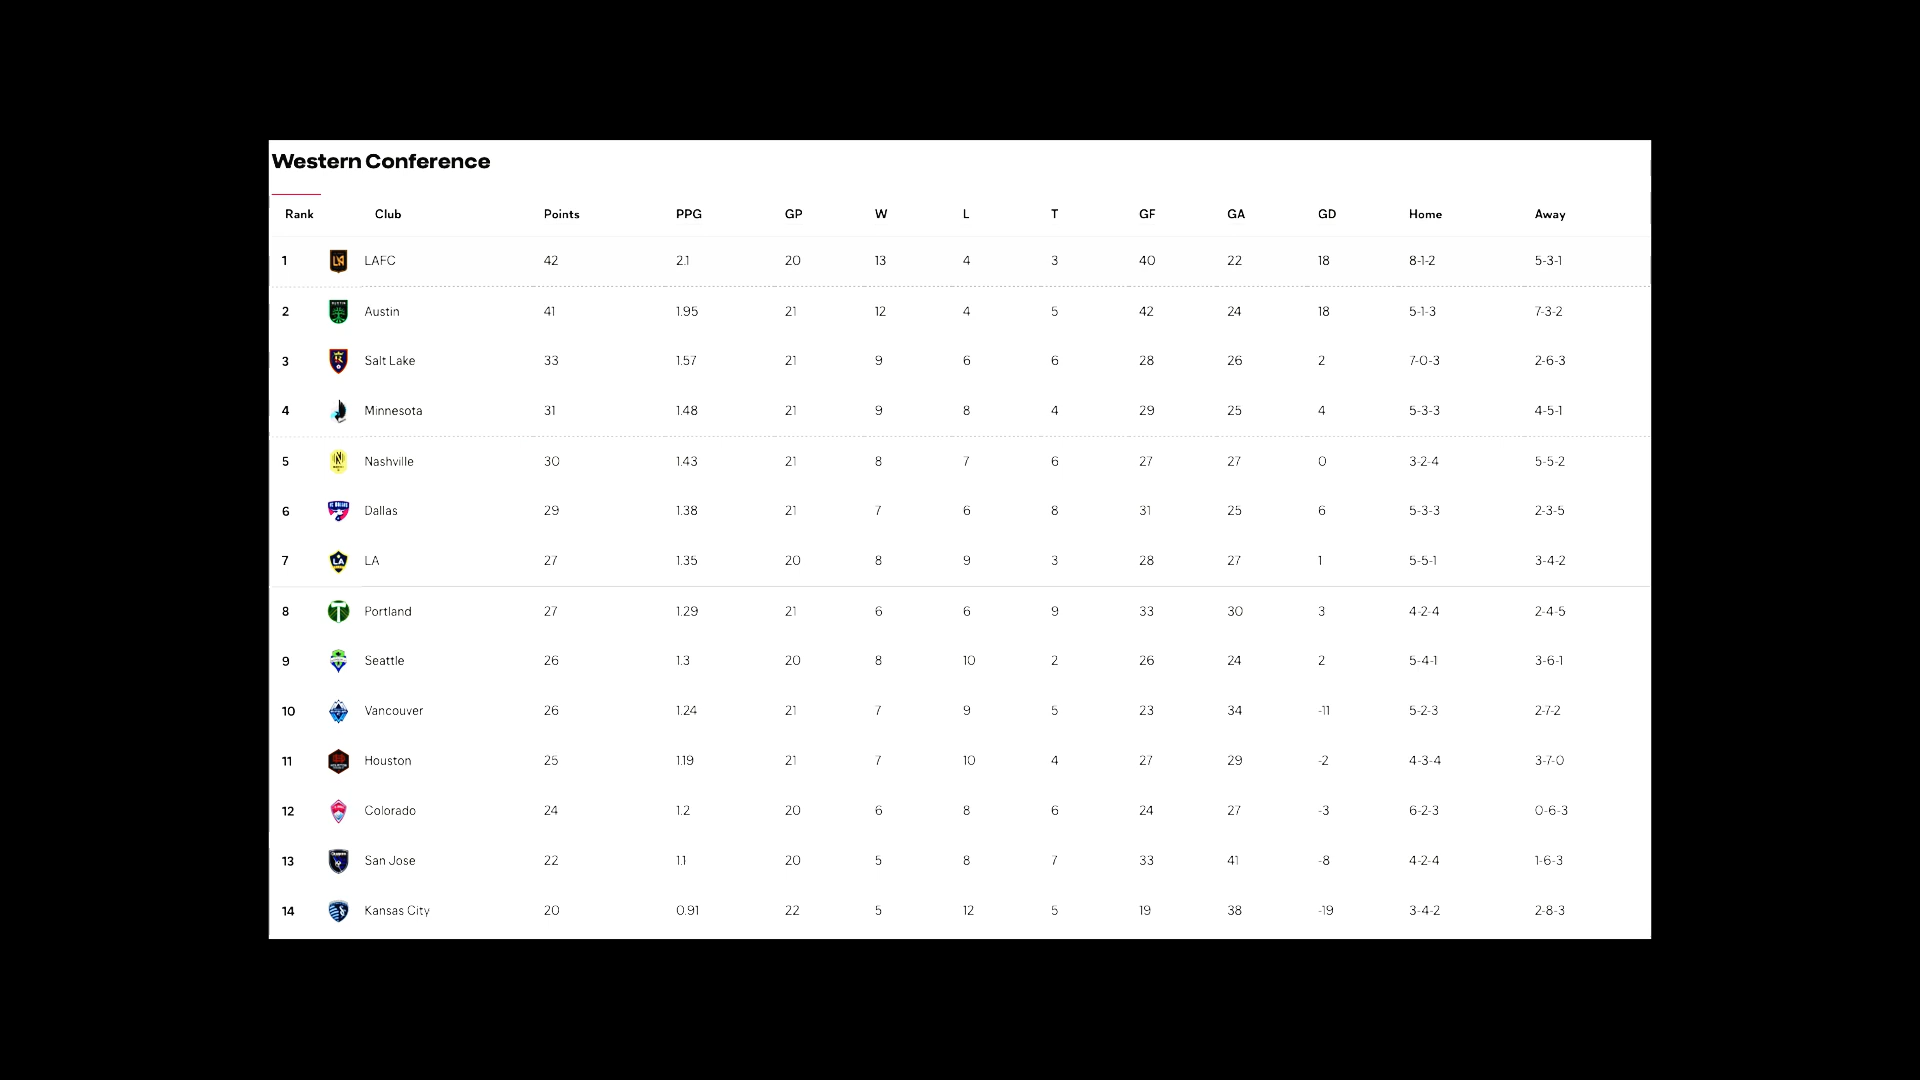 Western Conference
Rank Club Points PPG GP W L T GF GA GD Home Away
1 LAFC 42 2.1 20 13 4 3 40 22 18 8-1-2 5-3-1
2 Austin 41 1.95 21 12 4 5 42 24 18 5-1-3 7-3-2
3 Salt Lake 33 1.57 21 9 6 6 28 26 2 7-0-3 2-6-3
4 Minnesota 31 1.48 21 9 8 4 29 25 4 5-3-3 4-5-1
5 Nashville 30 1.43 21 8 7 6 27 27 0 3-2-4 5-5-2
6 Dallas 29 1.38 21 7 6 8 31 25 6 5-3-3 2-3-5
7 LA 27 1.35 20 8 9 3 28 27 1 5-5-1 3-4-2
8 Portland 27 1.29 21 6 6 9 33 30 3 4-2-4 2-4-5
9 Seattle 26 1.3 20 8 10 2 26 24 2 5-4-1 3-6-1
10 Vancouver 26 1.24 21 7 9 5 23 34 -11 5-2-3 2-7-2
11 Houston 25 1.19 21 7 10 4 27 29 -2 4-3-4 3-7-0
12 Colorado 24 1.2 20 6 8 6 24 27 -3 6-2-3 0-6-3
13 San Jose 22 1.1 20 5 8 7 33 41 -8 4-2-4 1-6-3
14 Kansas City 20 0.91 22 5 12 5 19 38 -19 3-4-2 2-8-3